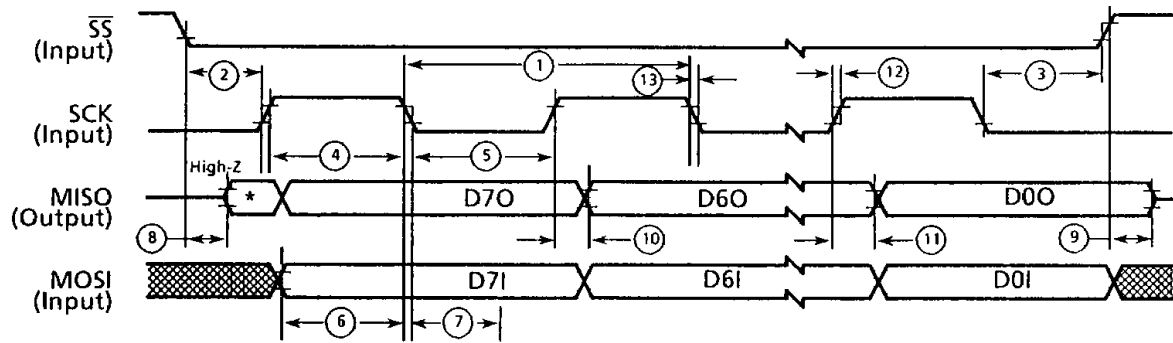 SS
(Input)
2
1
13
12
3
SCK
(Input)
4
5
High-Z
MISO
(Output)
*
D7O
D6O
D0O
8
10
11
9
MOSI
(Input)
D7I
D6I
D0I
6
7